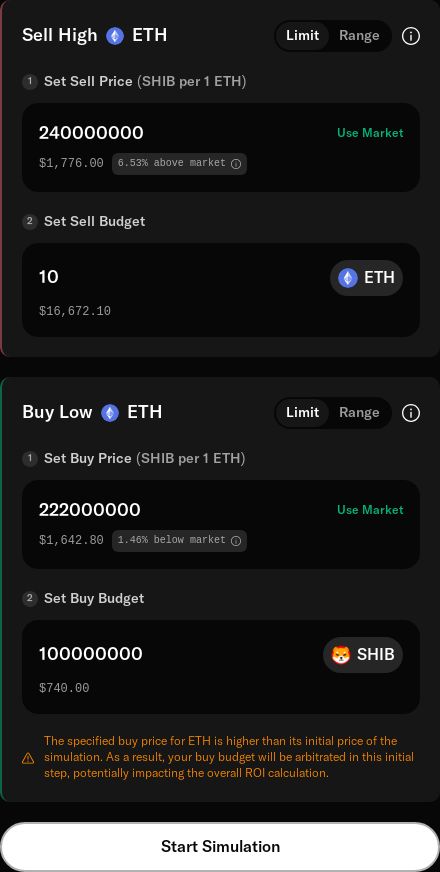 Sell High ETH Limit Range
1 Set Sell Price (SHIB per 1 ETH)
240000000 Use Market
$1,776.00 6.53% above market
2 Set Sell Budget
10 ETH
$16,672.10
Buy Low ETH Limit Range
1 Set Buy Price (SHIB per 1 ETH)
222000000 Use Market
$1,642.80 1.46% below market
2 Set Buy Budget
100000000 SHIB
$740.00
The specified buy price for ETH is higher than its initial price of the
simulation. As a result, your buy budget will be arbitrated in this initial
step, potentially impacting the overall ROI calculation.
Start Simulation